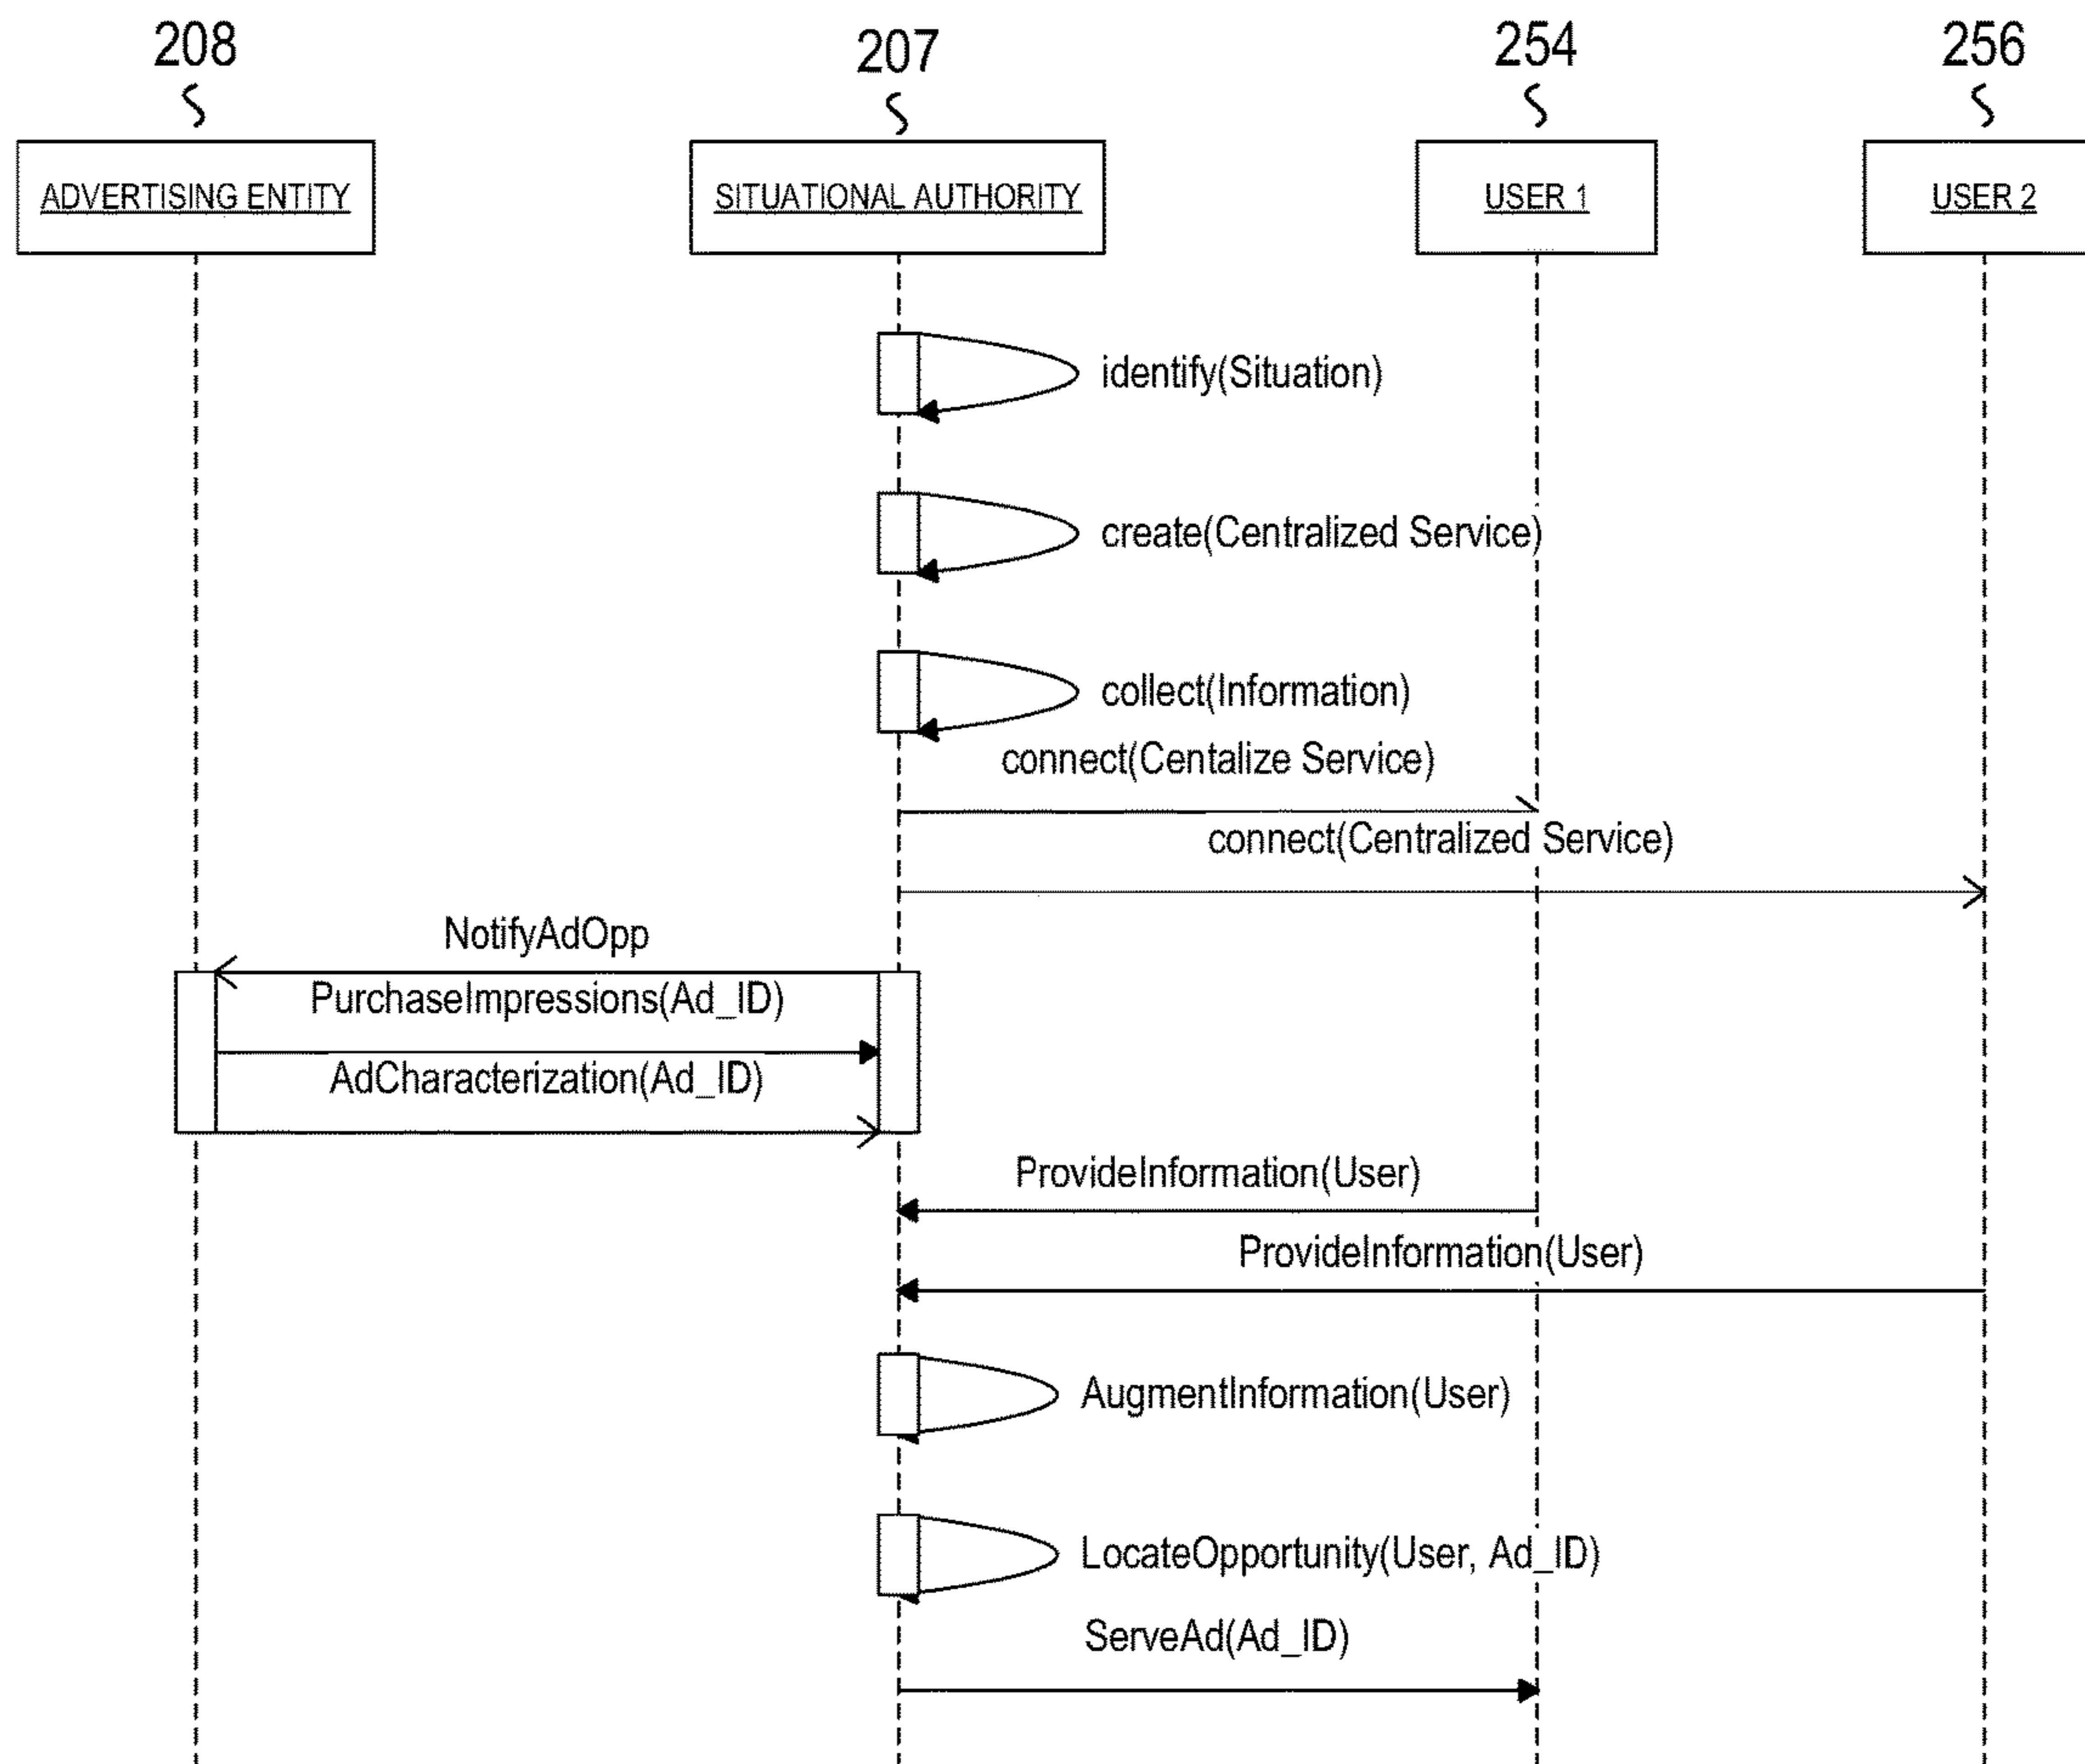 208
207
254
256
ADVERTISING ENTITY
SITUATIONAL AUTHORITY
USER 1
USER 2
identify(Situation)
create(Centralized Service)
collect(Information)
connect(Centalize Service)
connect(Centralized Service)
NotifyAdOpp
PurchaseImpressions(Ad_ID)
AdCharacterization(Ad_ID)
ProvideInformation(User)
ProvideInformation(User)
AugmentInformation(User)
LocateOpportunity(User, Ad_ID)
ServeAd(Ad_ID)